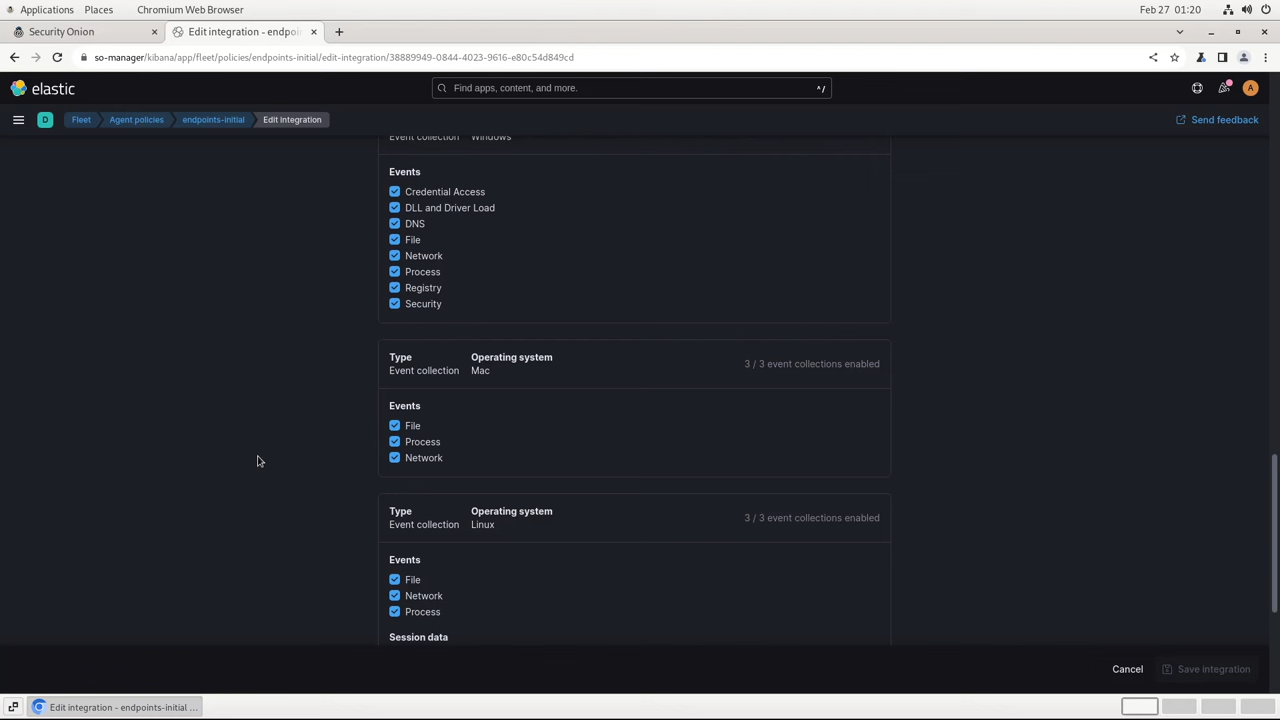 Applications Places Chromium Web Browser Feb 27 01:20
Security Onion Edit integration - endpoi
so-manager/kibana/app/fleet/policies/endpoints-initial/edit-integration/38889949-0844-4023-9616-e80c54d849cd
elastic Find apps, content, and more. ^/ A
D Fleet Agent policies endpoints-initial Edit integration Send feedback
Event collection Windows
Events
Credential Access
DLL and Driver Load
DNS
File
Network
Process
Registry
Security
Type Operating system
Event collection Mac 3 / 3 event collections enabled
Events
File
Process
Network
Type Operating system
Event collection Linux 3 / 3 event collections enabled
Events
File
Network
Process
Session data
Cancel Save integration
Edit integration - endpoints-initial ...